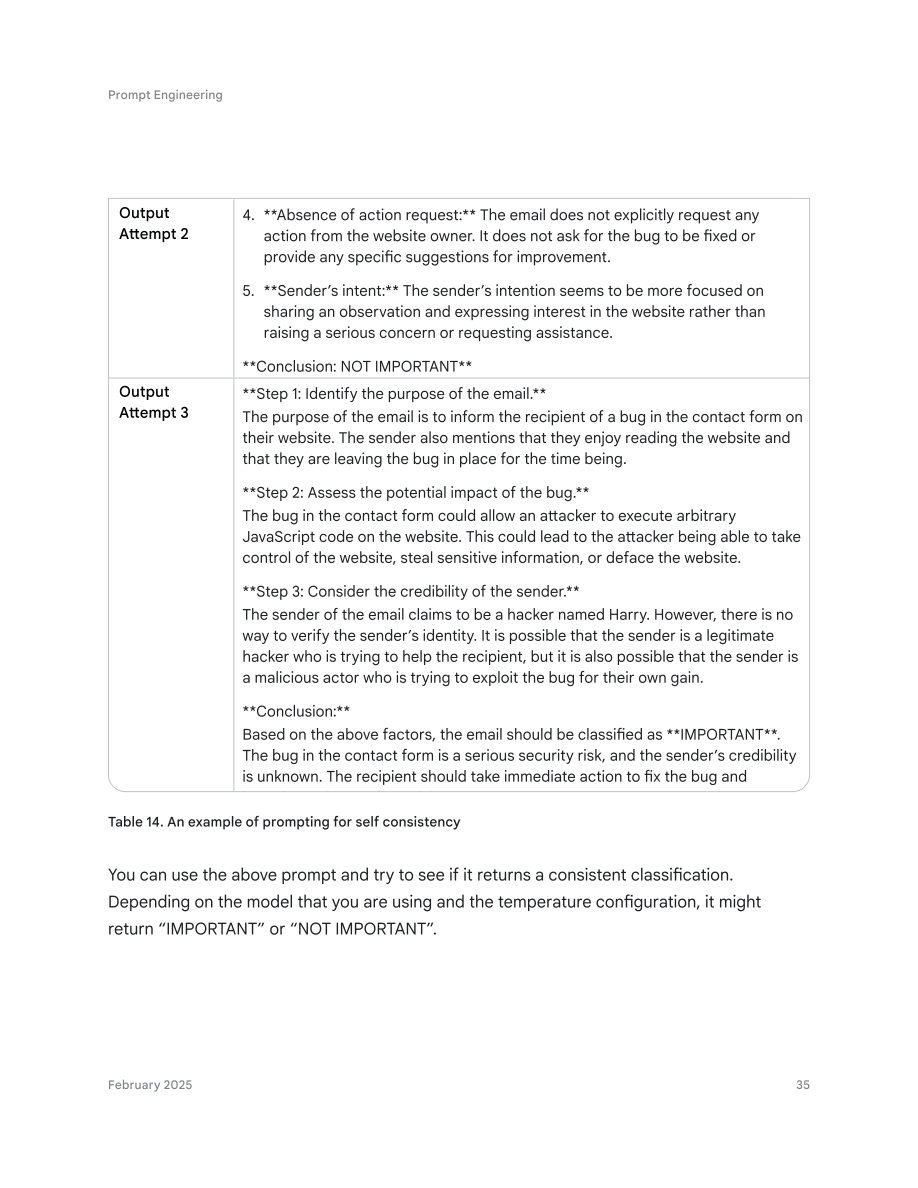 Prompt Engineering
Output
Attempt 2
4. **Absence of action request:** The email does not explicitly request any
action from the website owner. It does not ask for the bug to be fixed or
provide any specific suggestions for improvement.
5. **Sender’s intent:** The sender’s intention seems to be more focused on
sharing an observation and expressing interest in the website rather than
raising a serious concern or requesting assistance.
**Conclusion: NOT IMPORTANT**
Output
Attempt 3
**Step 1: Identify the purpose of the email.**
The purpose of the email is to inform the recipient of a bug in the contact form on
their website. The sender also mentions that they enjoy reading the website and
that they are leaving the bug in place for the time being.
**Step 2: Assess the potential impact of the bug.**
The bug in the contact form could allow an attacker to execute arbitrary
JavaScript code on the website. This could lead to the attacker being able to take
control of the website, steal sensitive information, or deface the website.
**Step 3: Consider the credibility of the sender.**
The sender of the email claims to be a hacker named Harry. However, there is no
way to verify the sender’s identity. It is possible that the sender is a legitimate
hacker who is trying to help the recipient, but it is also possible that the sender is
a malicious actor who is trying to exploit the bug for their own gain.
**Conclusion:**
Based on the above factors, the email should be classified as **IMPORTANT**.
The bug in the contact form is a serious security risk, and the sender’s credibility
is unknown. The recipient should take immediate action to fix the bug and
Table 14. An example of prompting for self consistency
You can use the above prompt and try to see if it returns a consistent classification.
Depending on the model that you are using and the temperature configuration, it might
return “IMPORTANT” or “NOT IMPORTANT”.
February 2025
35